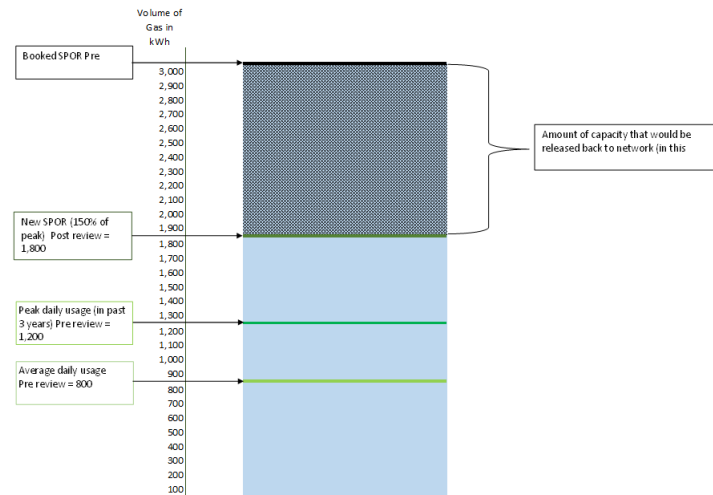 Volume of
Gas in
kWh
Booked SPOR Pre
3,000
2,900
2,800
2,700
2,600
2,500
2,400
2,300
2,200
2,100
2,000
1,900
1,800
1,700
1,600
1,500
1,400
1,300
1,200
1,100
1,000
900
800
700
600
500
400
300
200
100
Amount of capacity that would be
released back to network (in this
New SPOR (150% of
peak) Post review =
1,800
Peak daily usage (in past
3 years) Pre review =
1,200
Average daily usage
Pre review = 800